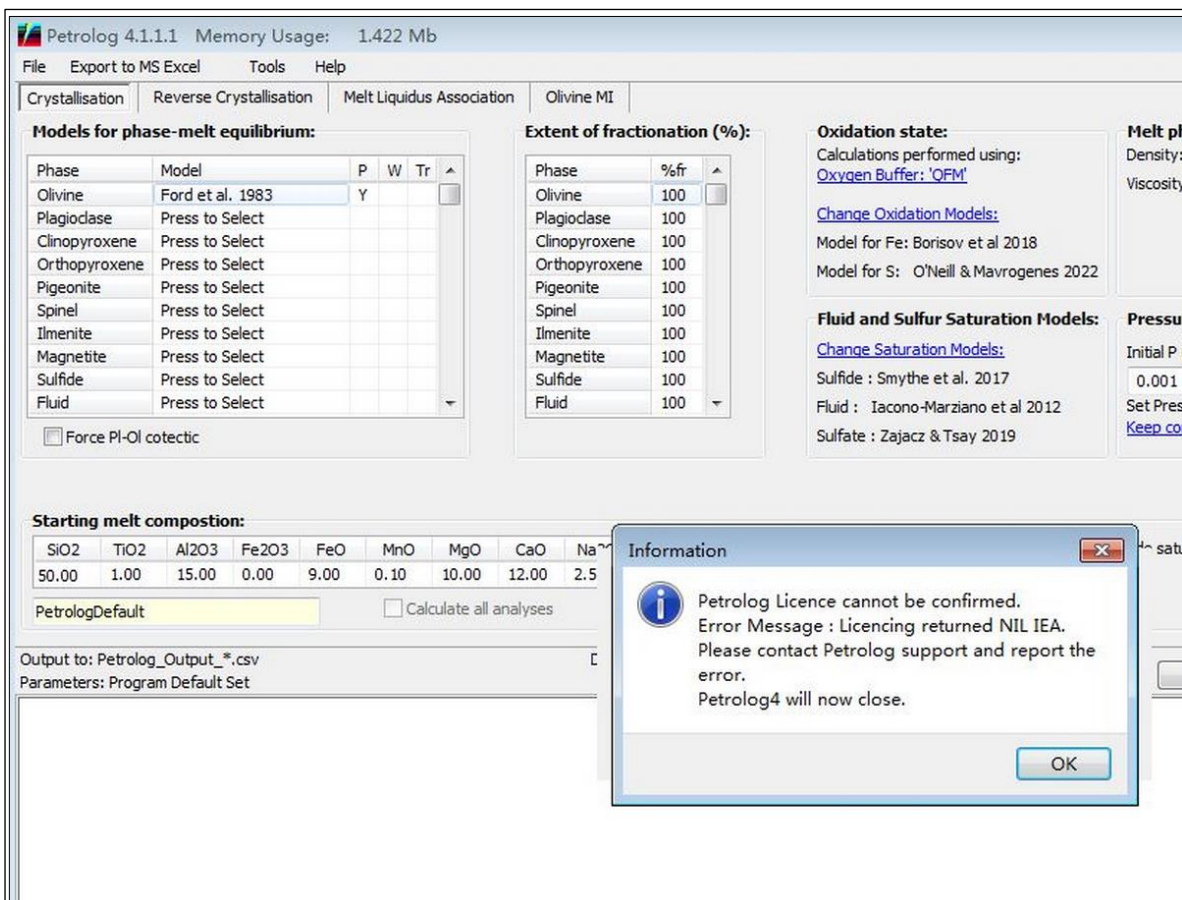 Petrolog 4.1.1.1 Memory Usage: 1.422 Mb
File Export to MS Excel Tools Help
Crystallisation Reverse Crystallisation Melt Liquidus Association Olivine MI
Models for phase-melt equilibrium:
Phase Model P W Tr
Olivine Ford et al. 1983 Y
Plagioclase Press to Select
Clinopyroxene Press to Select
Orthopyroxene Press to Select
Pigeonite Press to Select
Spinel Press to Select
Ilmenite Press to Select
Magnetite Press to Select
Sulfide Press to Select
Fluid Press to Select
Force Pl-Ol cotectic
Extent of fractionation (%):
Phase %fr
Olivine 100
Plagioclase 100
Clinopyroxene 100
Orthopyroxene 100
Pigeonite 100
Spinel 100
Ilmenite 100
Magnetite 100
Sulfide 100
Fluid 100
Oxidation state:
Calculations performed using:
Oxygen Buffer: 'QFM'
Change Oxidation Models:
Model for Fe: Borisov et al 2018
Model for S: O'Neill & Mavrogenes 2022
Fluid and Sulfur Saturation Models:
Change Saturation Models:
Sulfide : Smythe et al. 2017
Fluid : Iacono-Marziano et al 2012
Sulfate : Zajacz & Tsay 2019
Melt
Density:
Viscosity
Initial P
0.001
Set
Keep
Starting melt compostion:
SiO2 TiO2 Al2O3 Fe2O3 FeO MnO MgO CaO
50.00 1.00 15.00 0.00 9.00 0.10 10.00 12.00 2.5
PetrologDefault
Calculate all analyses
Output to: Petrolog_Output_*.csv
Parameters: Program Default Set
Information
Petrolog Licence cannot be confirmed.
Error Message : Licencing returned NIL IEA.
Please contact Petrolog support and report the
error.
Petrolog4 will now close.
OK